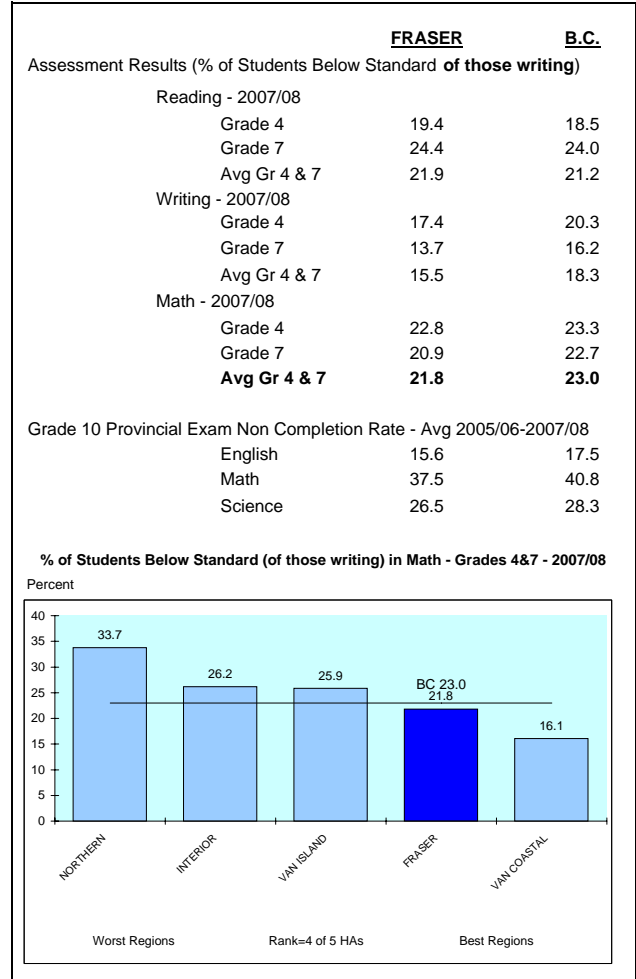 FRASER B.C.
Assessment Results (% of Students Below Standard of those writing)
Reading - 2007/08
Grade 4 19.4 18.5
Grade 7 24.4 24.0
Avg Gr 4 & 7 21.9 21.2
Writing - 2007/08
Grade 4 17.4 20.3
Grade 7 13.7 16.2
Avg Gr 4 & 7 15.5 18.3
Math - 2007/08
Grade 4 22.8 23.3
Grade 7 20.9 22.7
Avg Gr 4 & 7 21.8 23.0
Grade 10 Provincial Exam Non Completion Rate - Avg 2005/06-2007/08
English 15.6 17.5
Math 37.5 40.8
Science 26.5 28.3
% of Students Below Standard (of those writing) in Math - Grades 4&7 - 2007/08
Percent
40
35
30
25
20
15
10
5
0
33.7
26.2
25.9
BC 23.0
21.8
16.1
NORTHERN
INTERIOR
VAN ISLAND
FRASER
VAN COASTAL
Worst Regions Rank=4 of 5 HAs Best Regions